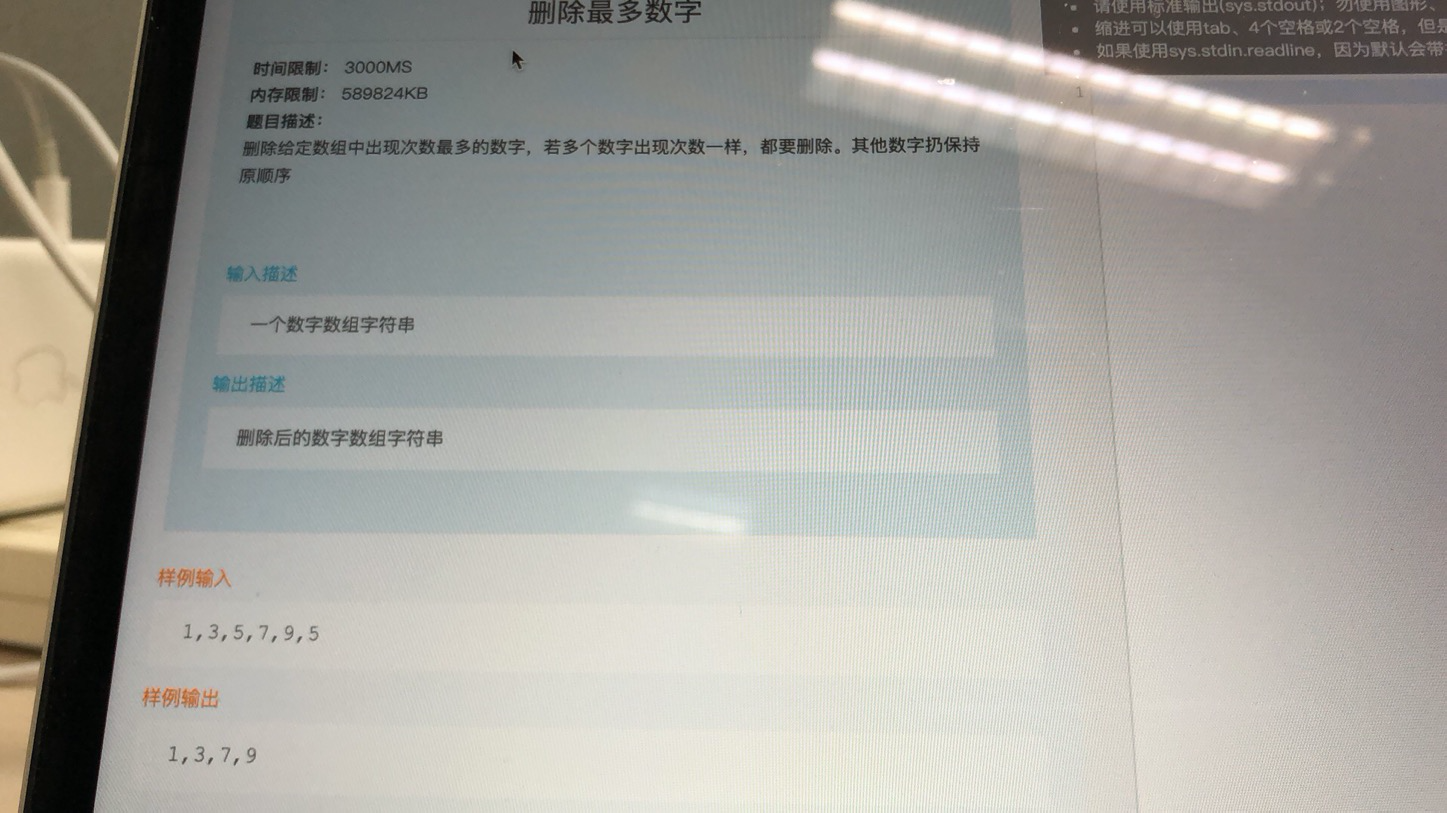 删除最多数字
时间限制： 3000MS
内存限制： 589824KB
题目描述：
删除给定数组中出现次数最多的数字，若多个数字出现次数一样，都要删除。其他数字扔保持
原顺序
输入描述
一个数字数组字符串
输出描述
删除后的数字数组字符串
样例输入
1,3,5,7,9,5
样例输出
1,3,7,9
请使用标准输出(sys.stdout)；勿使用图形、
缩进可以使用tab、4个空格或2个空格，但是
如果使用sys.stdin.readline，因为默认会带
1